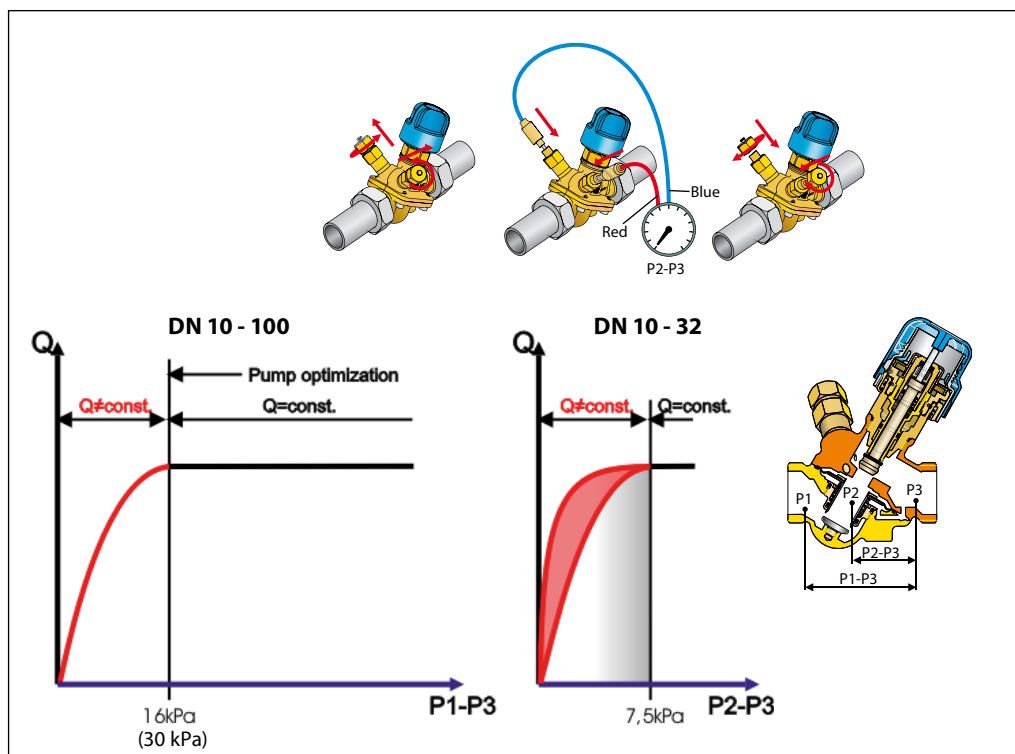 Blue
Red
P2-P3
DN 10 - 100
DN 10 - 32
Q
Pump optimization
Q≠const.
Q=const.
P1-P3
16kPa
(30 kPa)
Q
Q≠const.
Q=const.
P2-P3
7,5kPa
P1
P2
P3
P2-P3
P1-P3